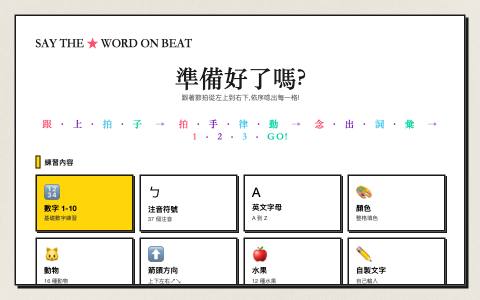 SAY THE ★ WORD ON BEAT
準備好了嗎?
跟著節拍從左上到右下,依序唸出每一格!
跟 · 上 · 拍 · 子 → 拍 · 手 · 律 · 動 → 念 · 出 · 詞 · 彙 →
1 · 2 · 3 · GO!
練習內容
12
34
數字 1-10
基礎數字練習
ㄅ
注音符號
37 個注音
A
英文字母
A 到 Z
顏色
整格填色
動物
16 種動物
箭頭方向
上下左右↗↘
水果
12 種水果
自製文字
自己輸入